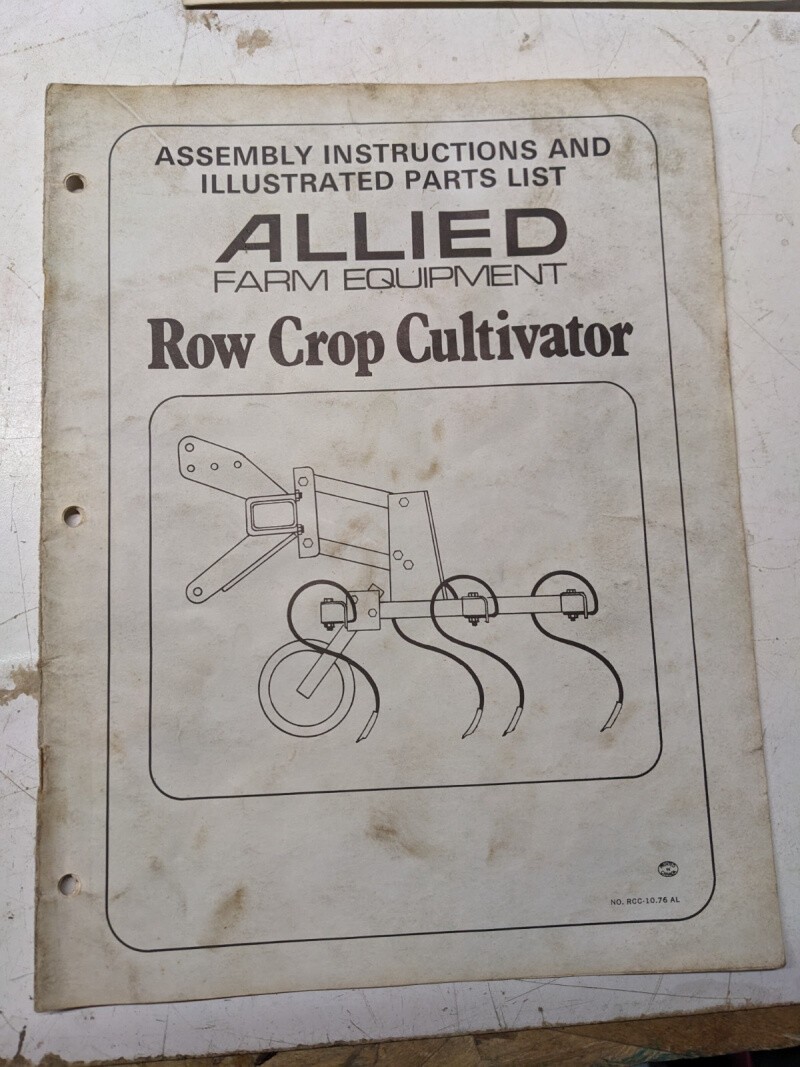 ASSEMBLY INSTRUCTIONS AND
ILLUSTRATED PARTS LIST
ALLIED
FARM EQUIPMENT
Row Crop Cultivator
NO. RCC-10.76 AL